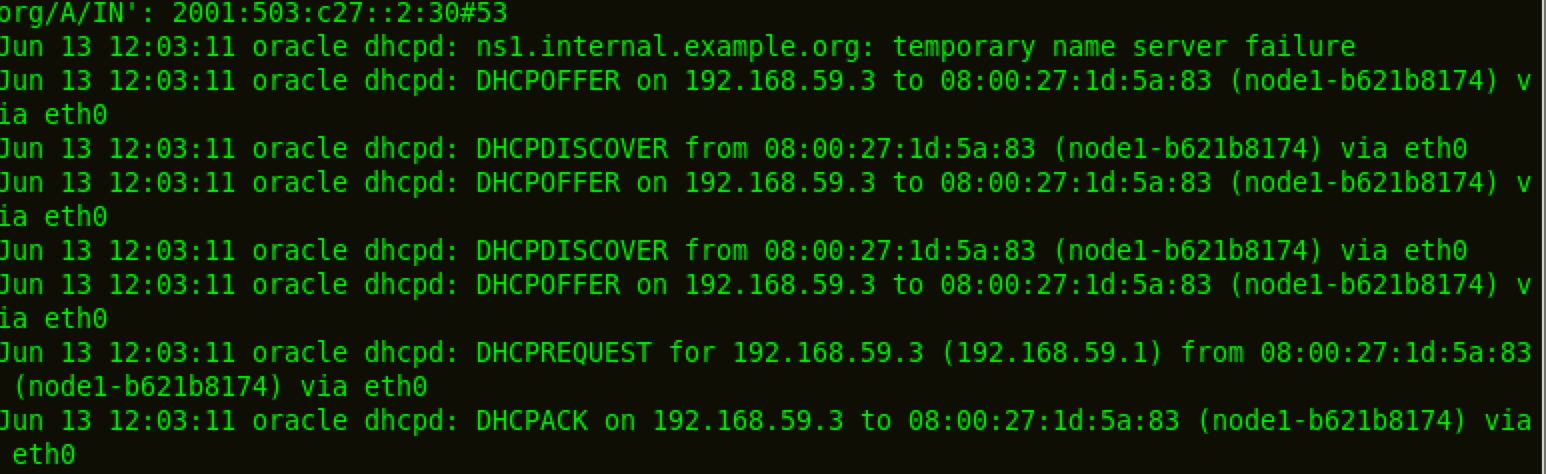 org/A/IN': 2001:503:c27::2:30#53
Jun 13 12:03:11 oracle dhcpd: ns1.internal.example.org: temporary name server failure
Jun 13 12:03:11 oracle dhcpd: DHCPOFFER on 192.168.59.3 to 08:00:27:1d:5a:83 (node1-b621b8174) v
ia eth0
Jun 13 12:03:11 oracle dhcpd: DHCPDISCOVER from 08:00:27:1d:5a:83 (node1-b621b8174) via eth0
Jun 13 12:03:11 oracle dhcpd: DHCPOFFER on 192.168.59.3 to 08:00:27:1d:5a:83 (node1-b621b8174) v
ia eth0
Jun 13 12:03:11 oracle dhcpd: DHCPDISCOVER from 08:00:27:1d:5a:83 (node1-b621b8174) via eth0
Jun 13 12:03:11 oracle dhcpd: DHCPOFFER on 192.168.59.3 to 08:00:27:1d:5a:83 (node1-b621b8174) v
ia eth0
Jun 13 12:03:11 oracle dhcpd: DHCPREQUEST for 192.168.59.3 (192.168.59.1) from 08:00:27:1d:5a:83
(node1-b621b8174) via eth0
Jun 13 12:03:11 oracle dhcpd: DHCPACK on 192.168.59.3 to 08:00:27:1d:5a:83 (node1-b621b8174) via
eth0